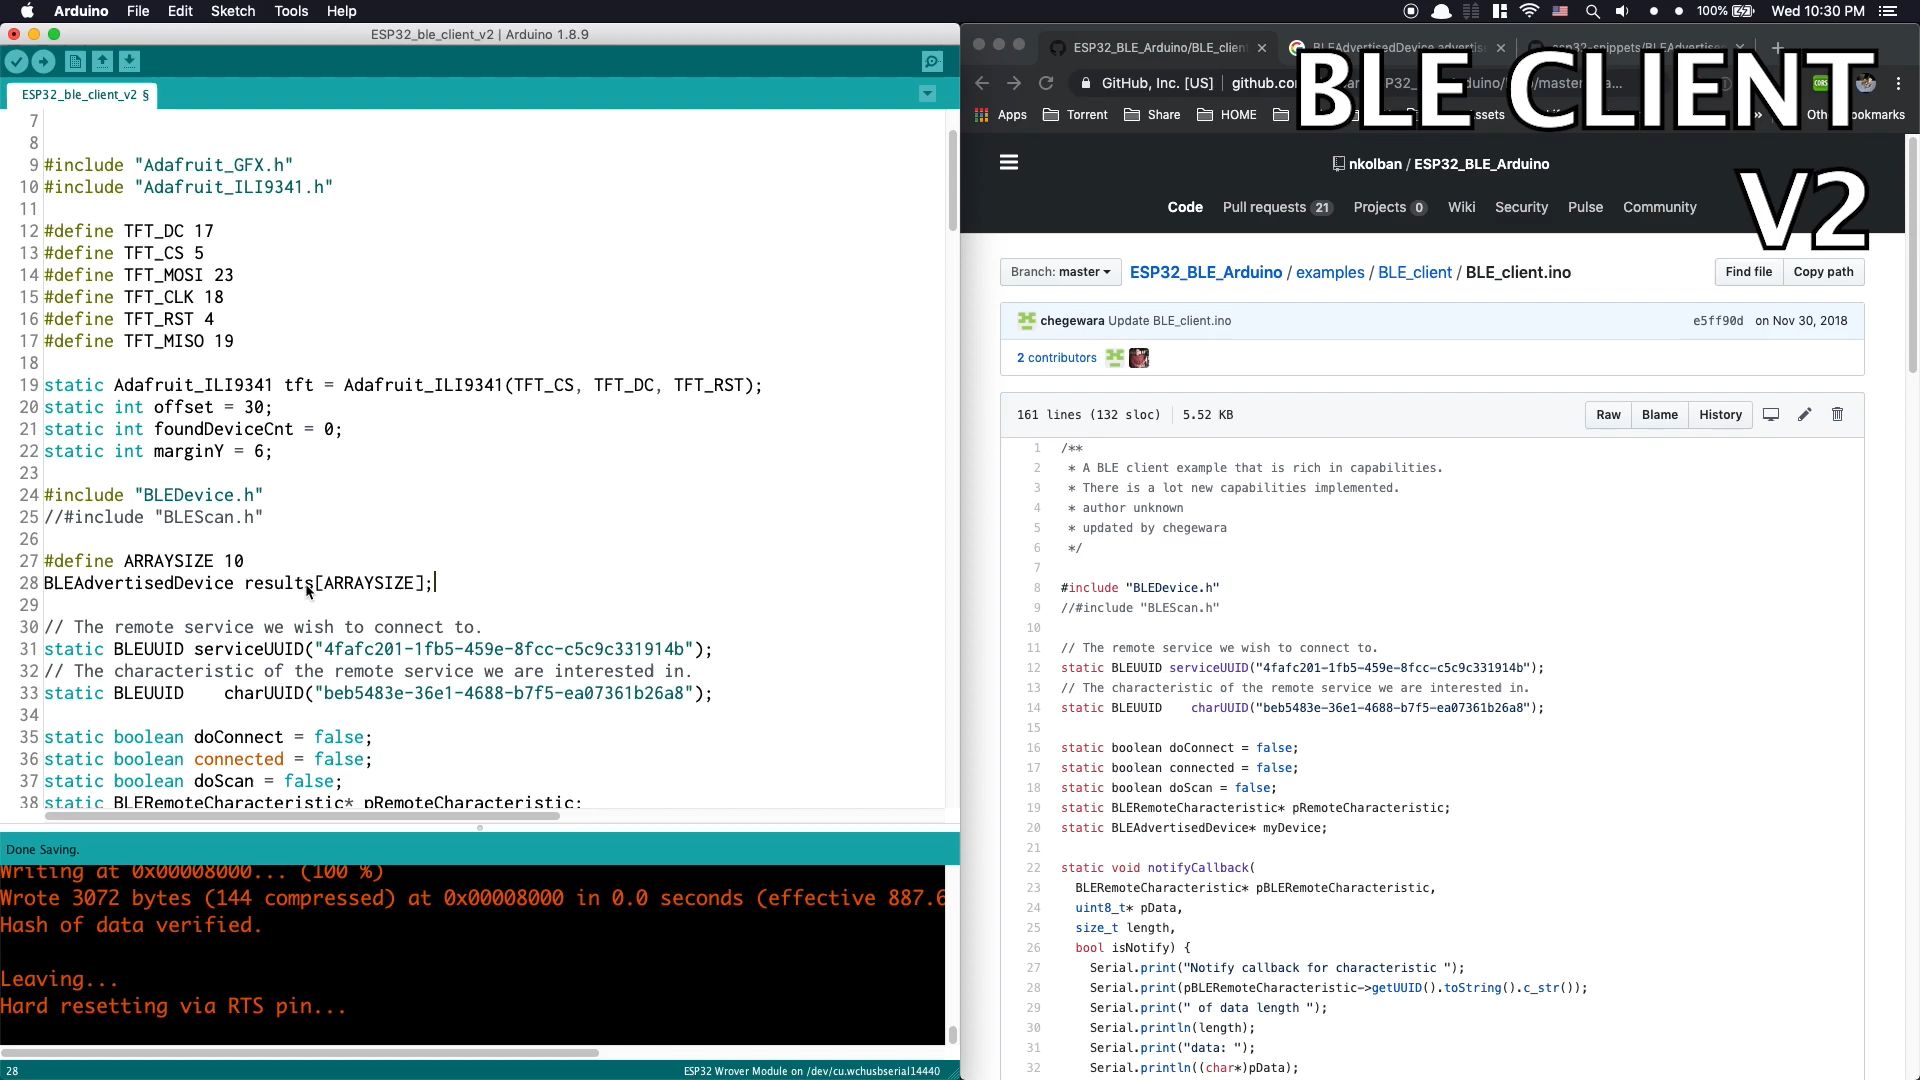 Arduino File Edit Sketch Tools Help
100% Wed 10:30 PM
ESP32_ble_client_v2 | Arduino 1.8.9
ESP32_ble_client_v2 §
7
8
9 #include "Adafruit_GFX.h"
10 #include "Adafruit_ILI9341.h"
11
12 #define TFT_DC 17
13 #define TFT_CS 5
14 #define TFT_MOSI 23
15 #define TFT_CLK 18
16 #define TFT_RST 4
17 #define TFT_MISO 19
18
19 static Adafruit_ILI9341 tft = Adafruit_ILI9341(TFT_CS, TFT_DC, TFT_RST);
20 static int offset = 30;
21 static int foundDeviceCnt = 0;
22 static int marginY = 6;
23
24 #include "BLEDevice.h"
25 //#include "BLEScan.h"
26
27 #define ARRAYSIZE 10
28 BLEAdvertisedDevice results[ARRAYSIZE];
29
30 // The remote service we wish to connect to.
31 static BLEUUID serviceUUID("4fafc201-1fb5-459e-8fcc-c5c9c331914b");
32 // The characteristic of the remote service we are interested in.
33 static BLEUUID    charUUID("beb5483e-36e1-4688-b7f5-ea07361b26a8");
34
35 static boolean doConnect = false;
36 static boolean connected = false;
37 static boolean doScan = false;
38 static BLERemoteCharacteristic* pRemoteCharacteristic;
Done Saving.
Writing at 0x00008000... (100 %)
Wrote 3072 bytes (144 compressed) at 0x00008000 in 0.0 seconds (effective 887.6
Hash of data verified.
Leaving...
Hard resetting via RTS pin...
28 ESP32 Wrover Module on /dev/cu.wchusbserial14440
ESP32_BLE_Arduino/BLE_clien BLEAdvertisedDevice advertis esp32-snippets/BLEAdvertise
GitHub, Inc. [US] github.co
Apps Torrent Share HOME
BLE CLIENT
V2
nkolban / ESP32_BLE_Arduino
Code Pull requests 21 Projects 0 Wiki Security Pulse Community
Branch: master ESP32_BLE_Arduino / examples / BLE_client / BLE_client.ino Find file Copy path
chegewara Update BLE_client.ino e5ff90d on Nov 30, 2018
2 contributors
161 lines (132 sloc) 5.52 KB Raw Blame History
1 /**
2  * A BLE client example that is rich in capabilities.
3  * There is a lot new capabilities implemented.
4  * author unknown
5  * updated by chegewara
6  */
7
8 #include "BLEDevice.h"
9 //#include "BLEScan.h"
10
11 // The remote service we wish to connect to.
12 static BLEUUID serviceUUID("4fafc201-1fb5-459e-8fcc-c5c9c331914b");
13 // The characteristic of the remote service we are interested in.
14 static BLEUUID    charUUID("beb5483e-36e1-4688-b7f5-ea07361b26a8");
15
16 static boolean doConnect = false;
17 static boolean connected = false;
18 static boolean doScan = false;
19 static BLERemoteCharacteristic* pRemoteCharacteristic;
20 static BLEAdvertisedDevice* myDevice;
21
22 static void notifyCallback(
23   BLERemoteCharacteristic* pBLERemoteCharacteristic,
24   uint8_t* pData,
25   size_t length,
26   bool isNotify) {
27     Serial.print("Notify callback for characteristic ");
28     Serial.print(pBLERemoteCharacteristic->getUUID().toString().c_str());
29     Serial.print(" of data length ");
30     Serial.println(length);
31     Serial.print("data: ");
32     Serial.println((char*)pData);